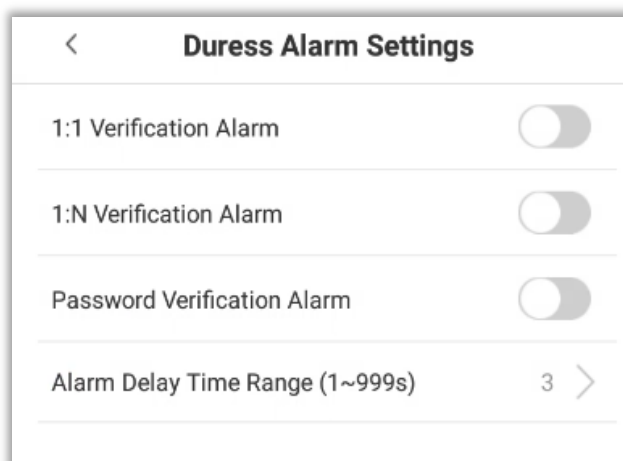 Duress Alarm Settings
1:1 Verification Alarm
1:N Verification Alarm
Password Verification Alarm
Alarm Delay Time Range (1~999s) 3